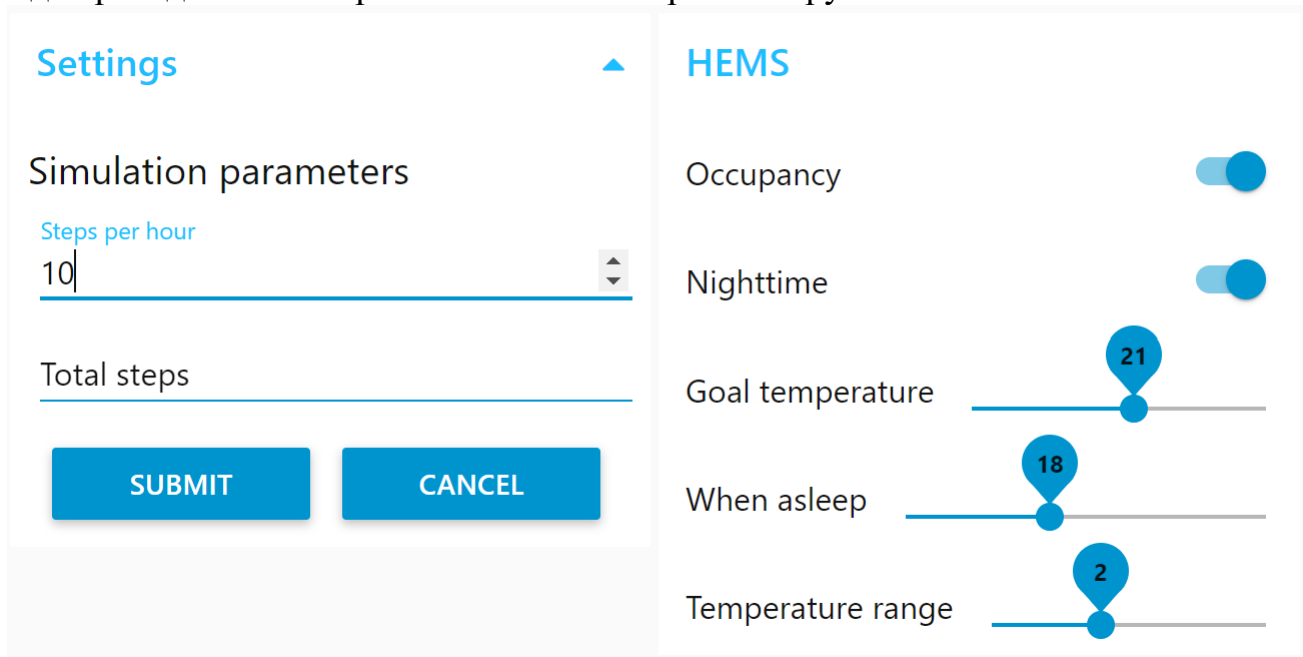 Settings
Simulation parameters
Steps per hour
10
Total steps
SUBMIT
CANCEL
HEMS
Occupancy
Nighttime
21
Goal temperature
18
When asleep
2
Temperature range